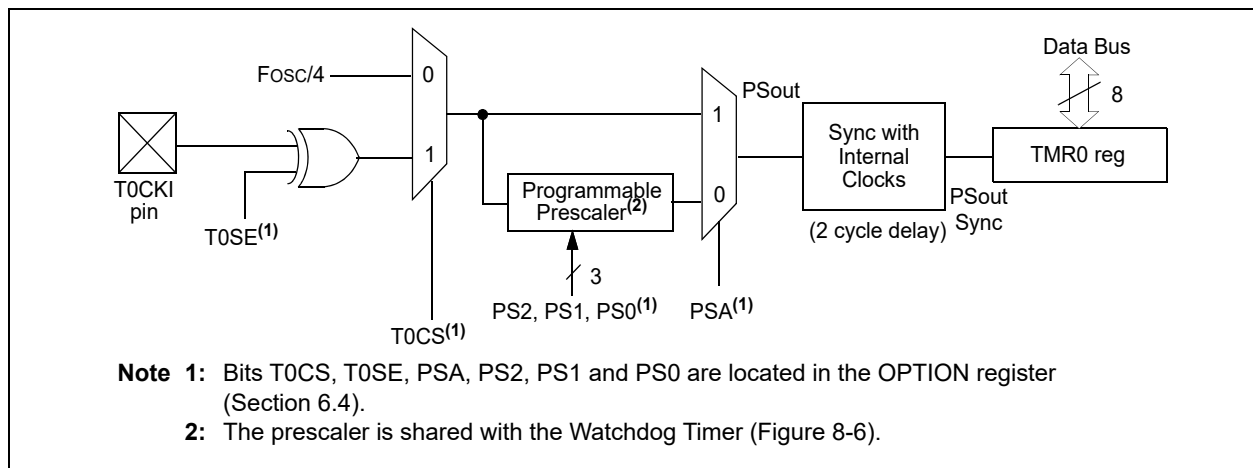 Data Bus
FOSC/4
0
8
PSout
1
Sync with
Internal
Clocks
TMR0 reg
1
T0CKI
pin
Programmable
Prescaler(2)
0
PSout
Sync
T0SE(1)
(2 cycle delay)
3
PS2, PS1, PS0(1)
PSA(1)
T0CS(1)
Note 1: Bits T0CS, T0SE, PSA, PS2, PS1 and PS0 are located in the OPTION register
(Section 6.4).
2: The prescaler is shared with the Watchdog Timer (Figure 8-6).